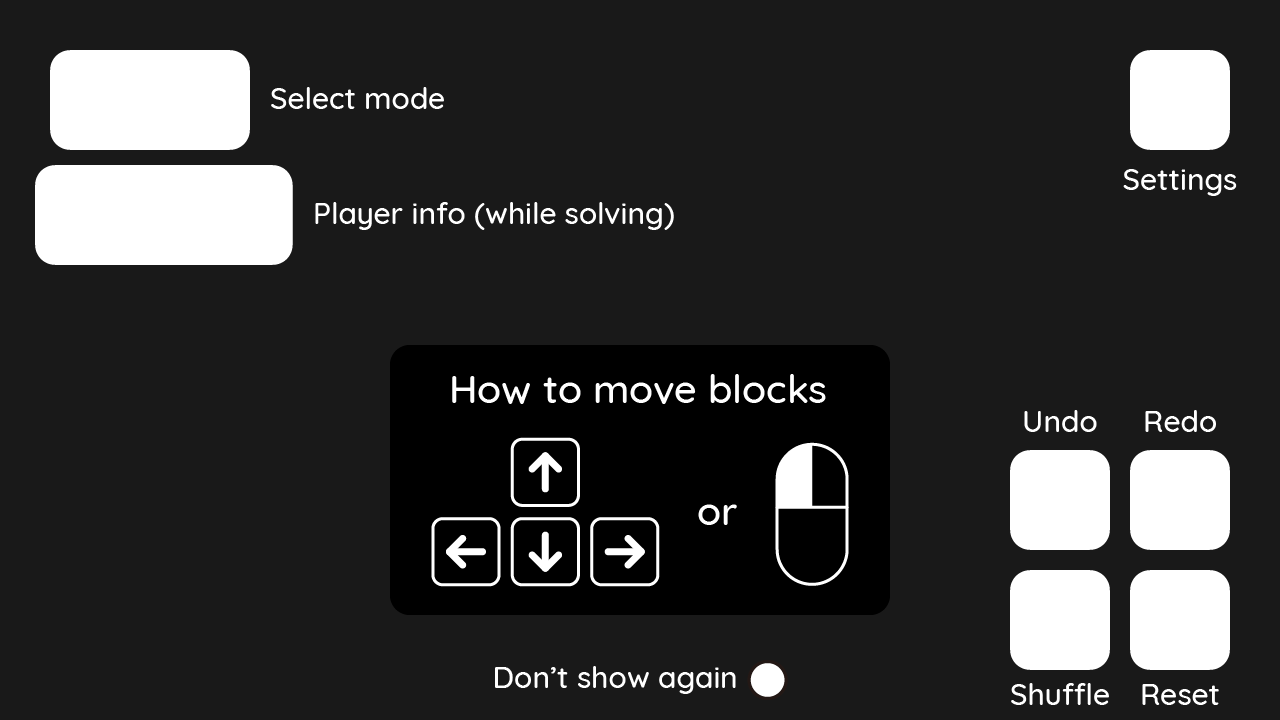 Select mode
Settings
Player info (while solving)
How to move blocks
or
Undo
Redo
Shuffle
Reset
Don’t show again